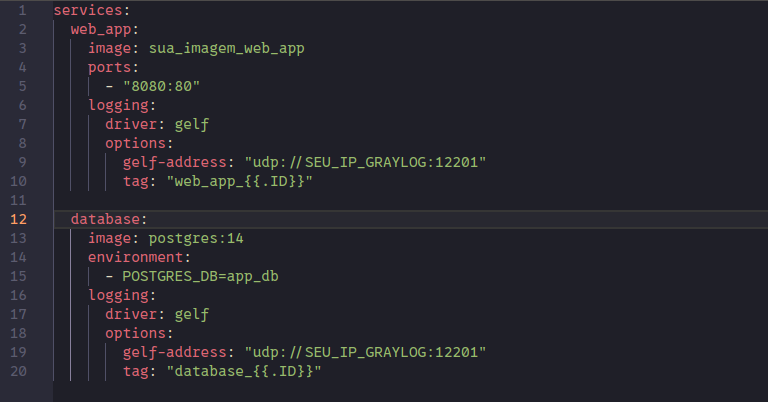 1 services:
2   web_app:
3     image: sua_imagem_web_app
4     ports:
5       - "8080:80"
6     logging:
7       driver: gelf
8       options:
9         gelf-address: "udp://SEU_IP_GRAYLOG:12201"
10         tag: "web_app_{{.ID}}"
11
12   database:
13     image: postgres:14
14     environment:
15       - POSTGRES_DB=app_db
16     logging:
17       driver: gelf
18       options:
19         gelf-address: "udp://SEU_IP_GRAYLOG:12201"
20         tag: "database_{{.ID}}"